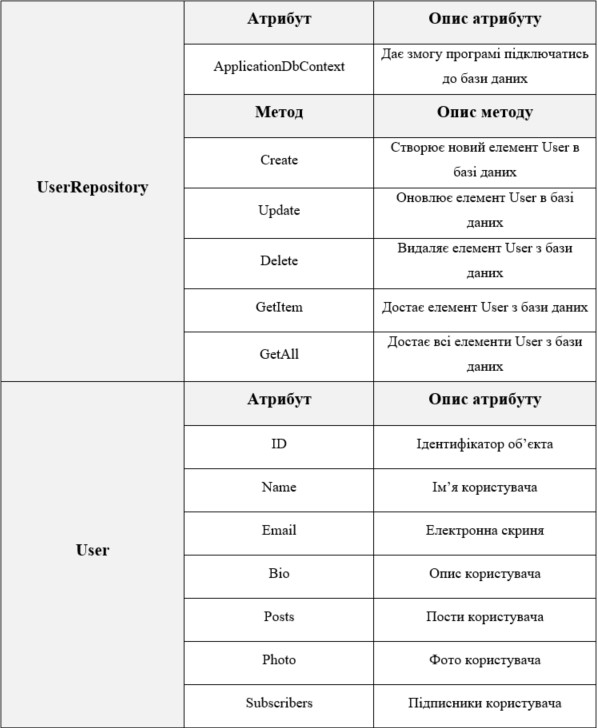 Атрибут Опис атрибуту
ApplicationDbContext Дає змогу програмі підключатись
до бази даних
Метод Опис методу
Create Створює новий елемент User в
базі даних
UserRepository
Update Оновлює елемент User в базі
даних
Delete Видаляє елемент User з бази
даних
GetItem Достає елемент User з бази даних
GetAll Достає всі елементи User з бази
даних
Атрибут Опис атрибуту
ID Ідентифікатор об’єкта
Name Ім’я користувача
Email Електронна скриня
User
Bio Опис користувача
Posts Пости користувача
Photo Фото користувача
Subscribers Підписники користувача